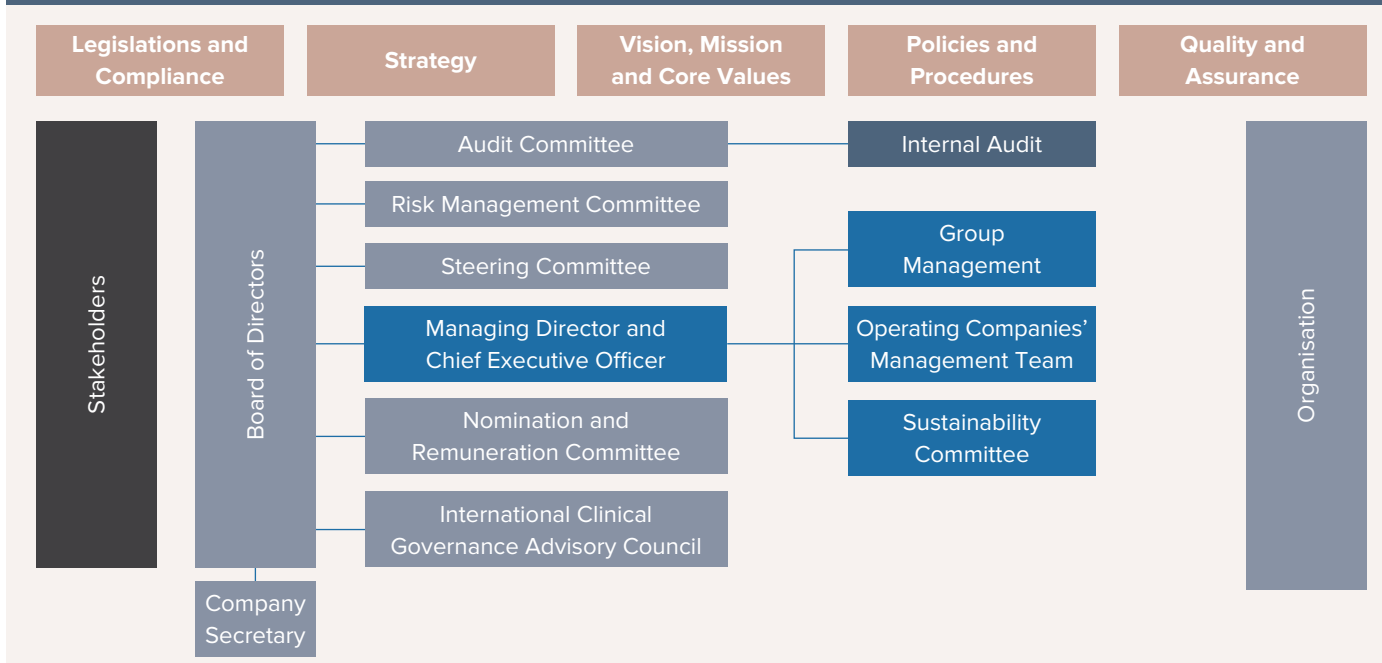 Legislations and
Compliance
Strategy
Vision, Mission
and Core Values
Policies and
Procedures
Quality and
Assurance
Stakeholders
Board of Directors
Company
Secretary
Audit Committee
Risk Management Committee
Steering Committee
Managing Director and
Chief Executive Officer
Nomination and
Remuneration Committee
International Clinical
Governance Advisory Council
Internal Audit
Group
Management
Operating Companies’
Management Team
Sustainability
Committee
Organisation